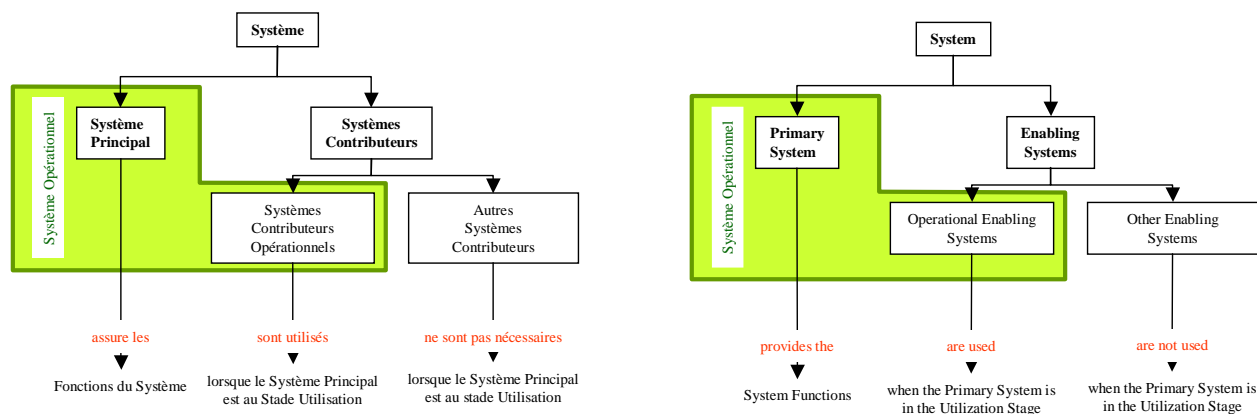 Système
Système
Principal
Systèmes
Contributeurs
Système Opérationnel
Systèmes
Contributeurs
Opérationnels
Autres
Systèmes
Contributeurs
assure les
sont utilisés
ne sont pas nécessaires
Fonctions du Système
lorsque le Système Principal
est au Stade Utilisation
lorsque le Système Principal
est au stade Utilisation
System
Primary
System
Enabling
Systems
Système Opérationnel
Operational Enabling
Systems
Other Enabling
Systems
provides the
are used
are not used
System Functions
when the Primary System is
in the Utilization Stage
when the Primary System is
in the Utilization Stage